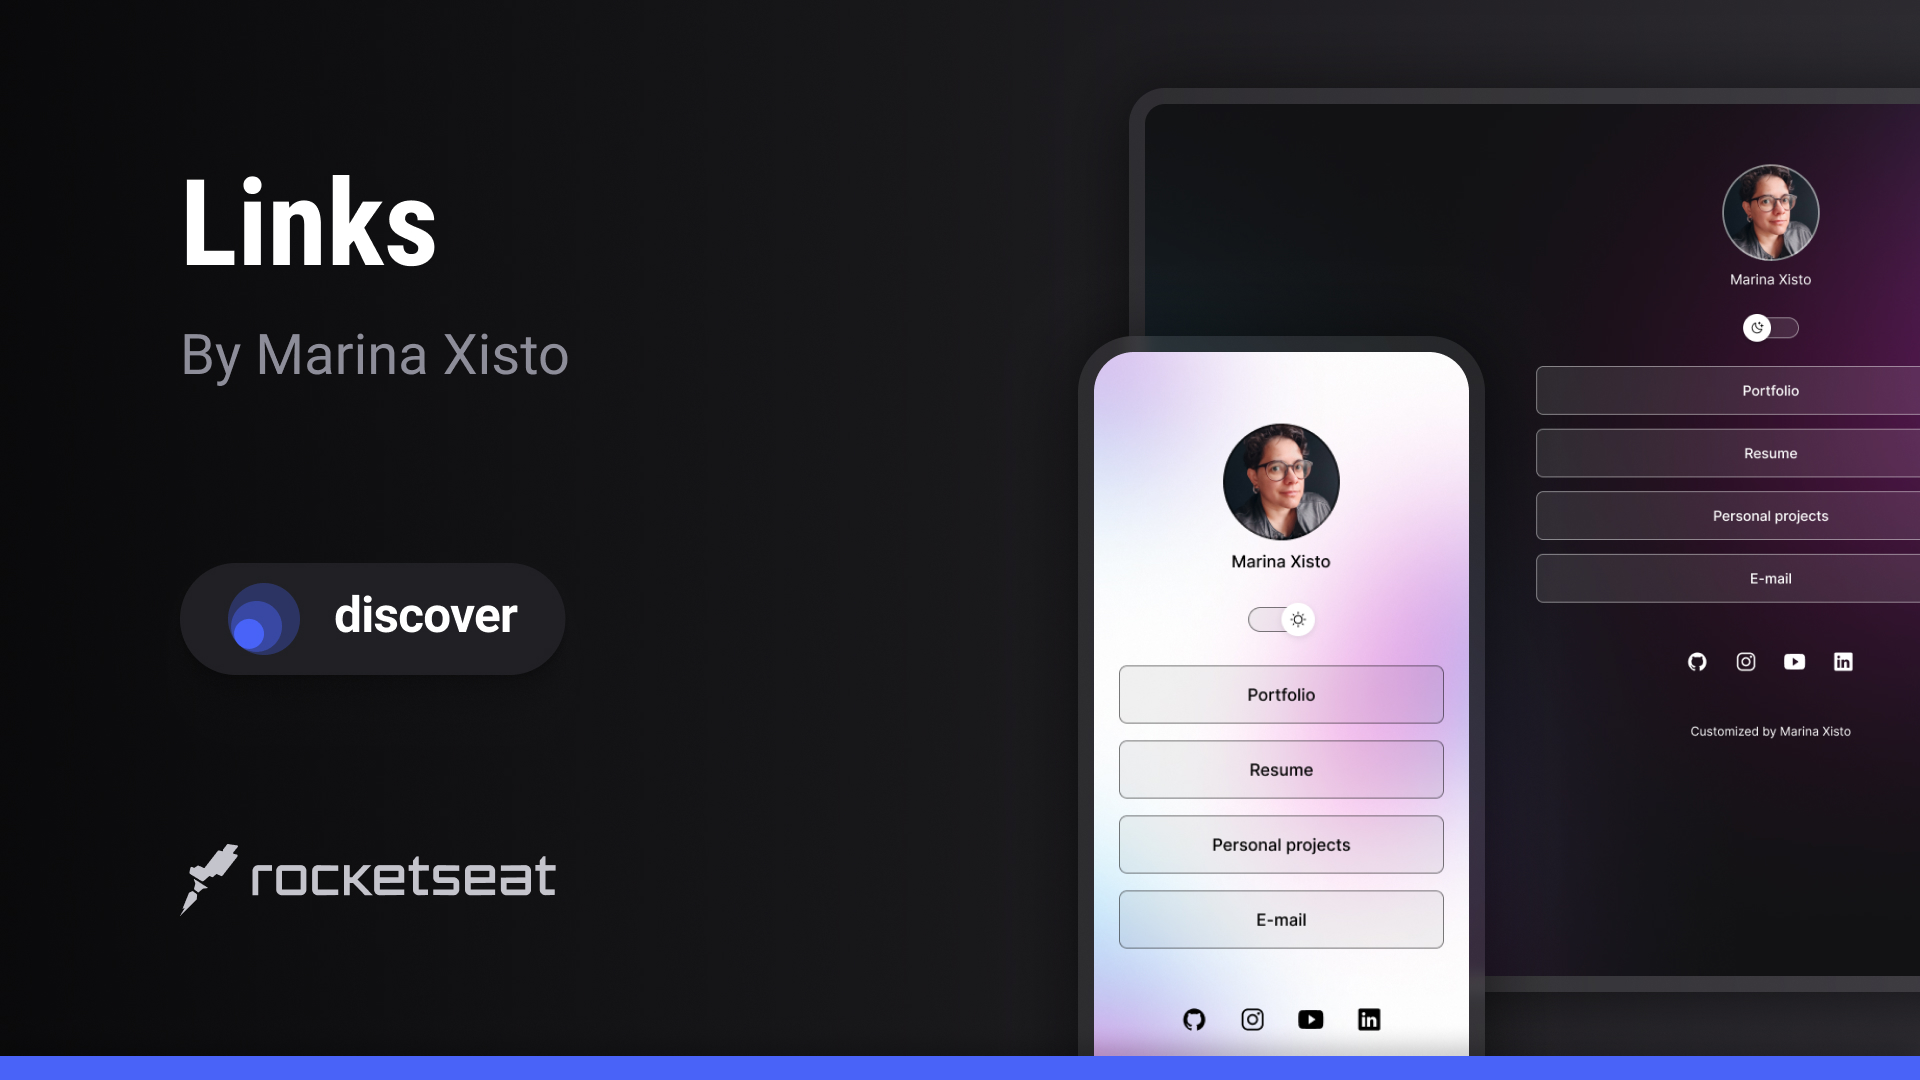 Links
By Marina Xisto
discover
rocketseat
Marina Xisto
Portfolio
Resume
Personal projects
E-mail
Marina Xisto
Portfolio
Resume
Personal projects
E-mail
Customized by Marina Xisto